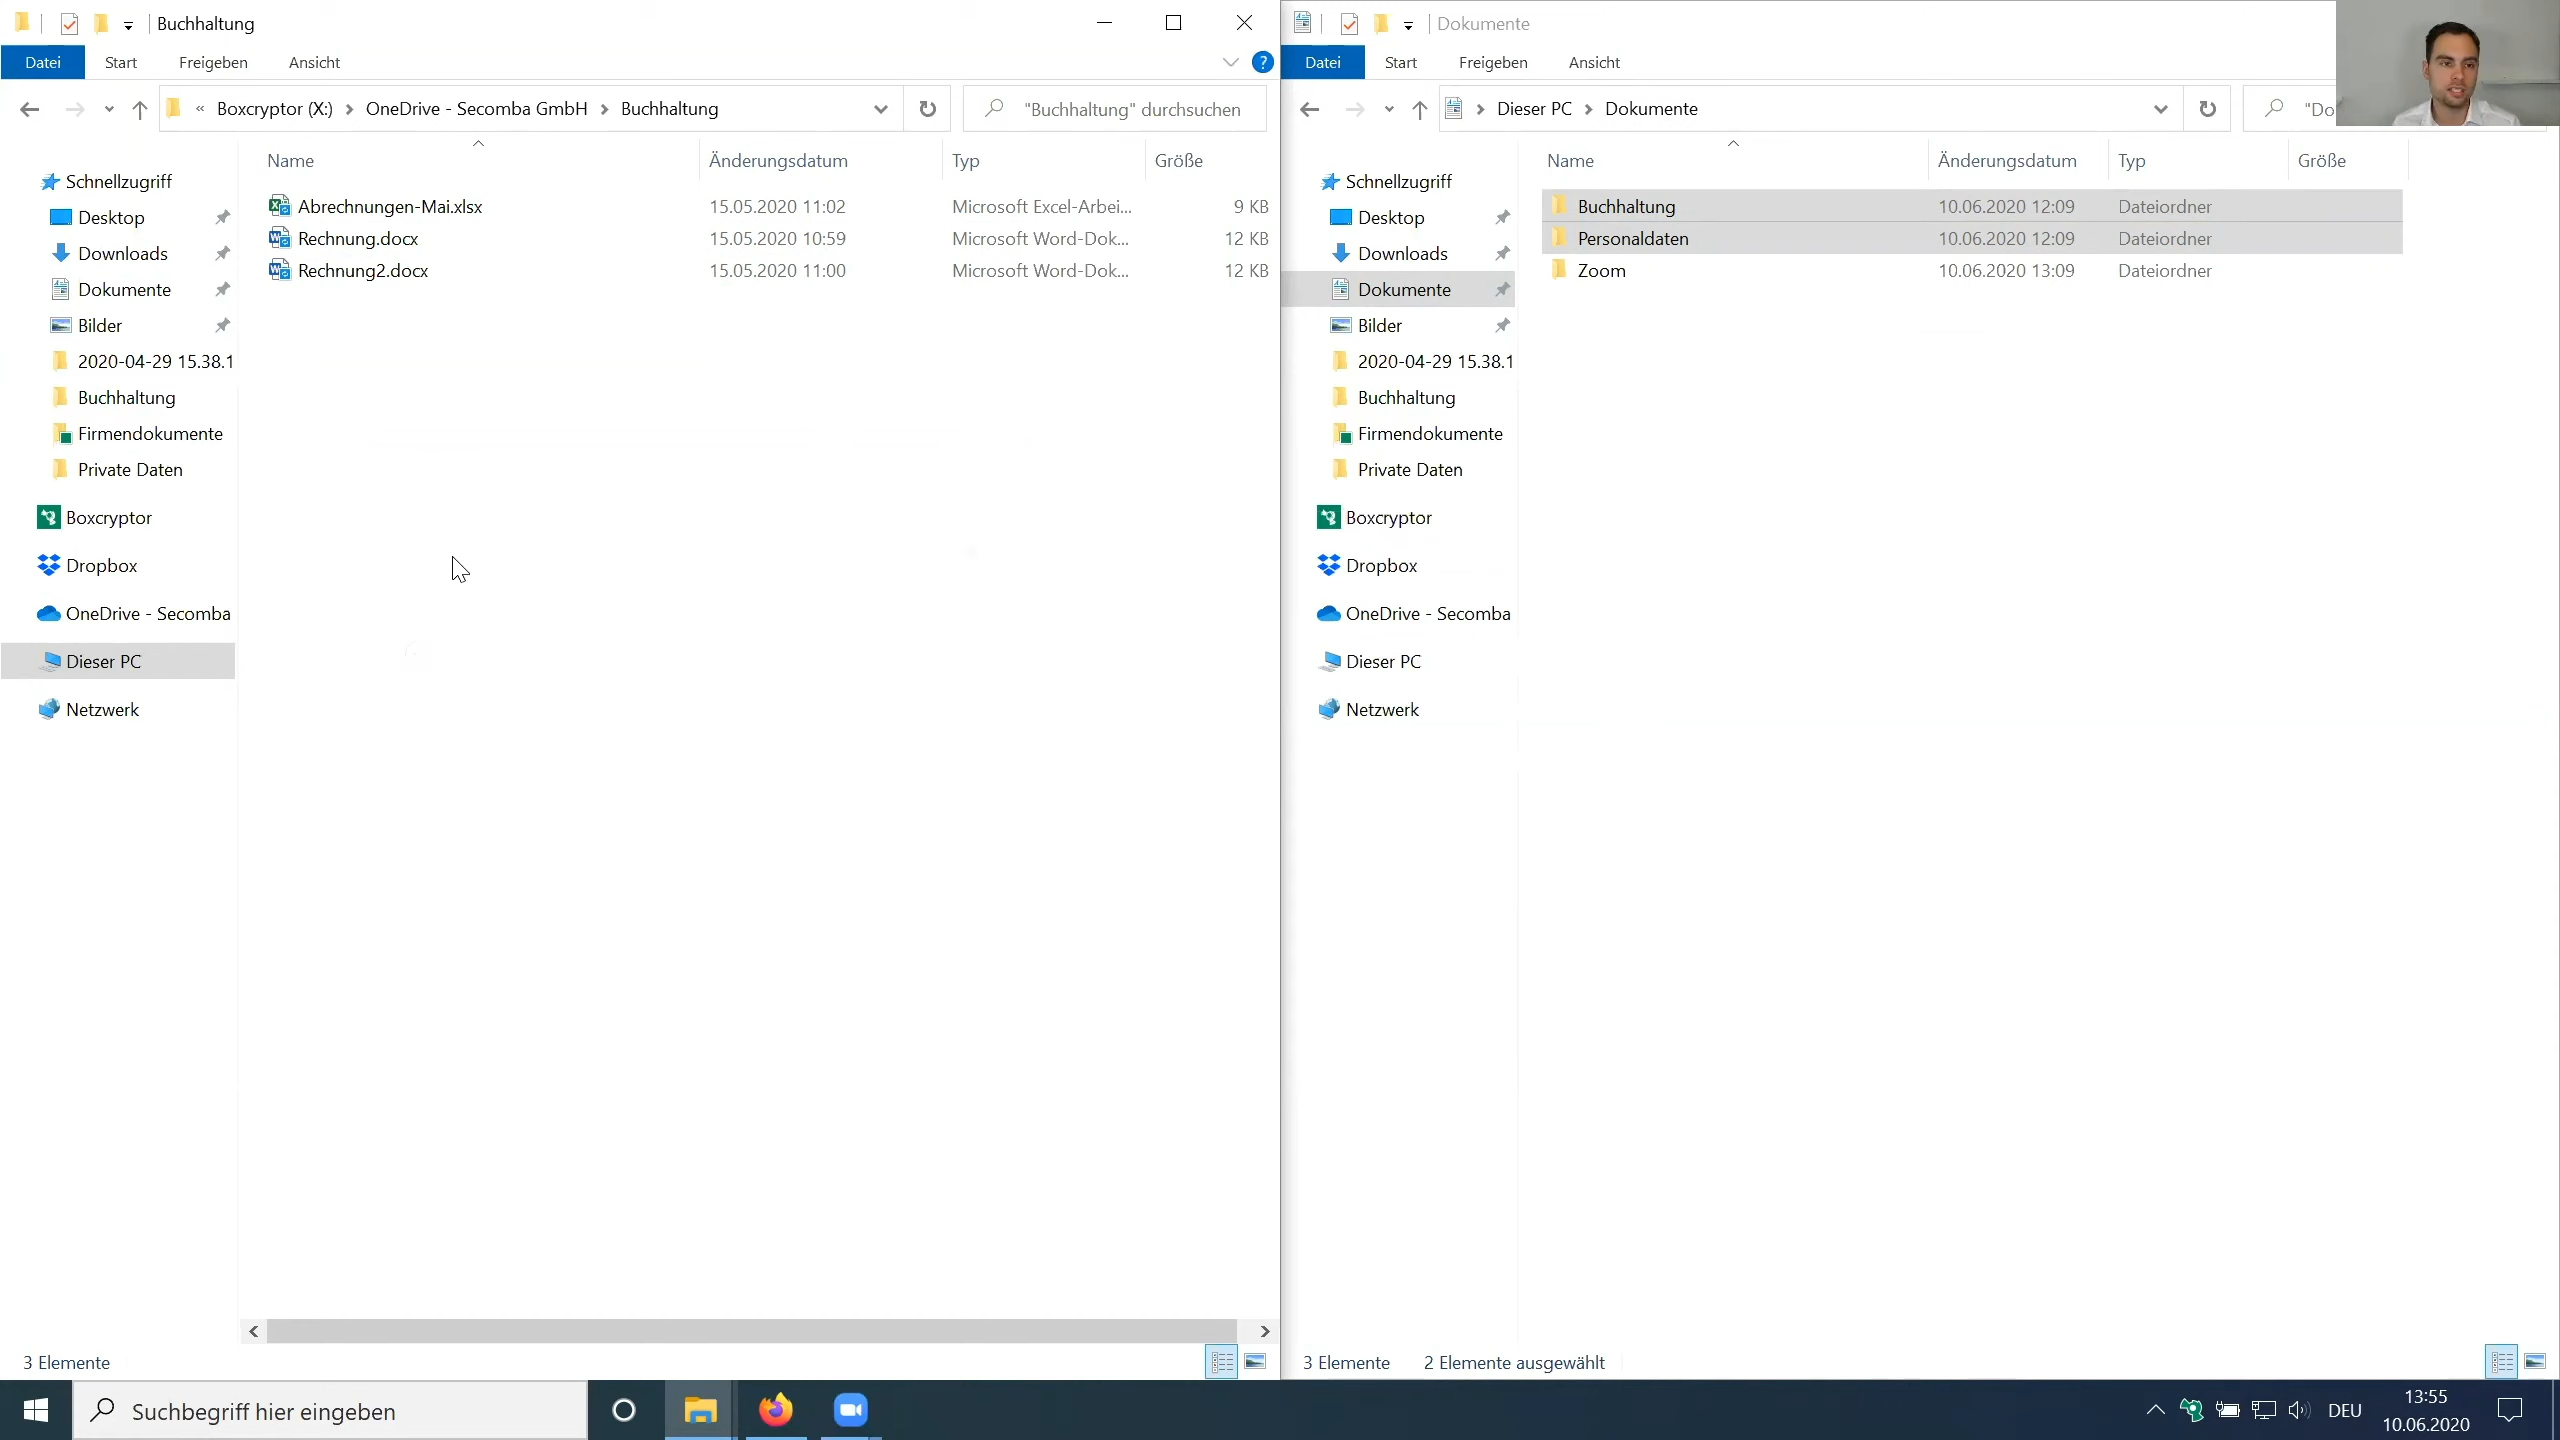 Buchhaltung
Datei Start Freigeben Ansicht ?
« Boxcryptor (X:) OneDrive - Secomba GmbH Buchhaltung "Buchhaltung" durchsuchen
Schnellzugriff
Desktop
Downloads
Dokumente
Bilder
2020-04-29 15.38.1
Buchhaltung
Firmendokumente
Private Daten
Boxcryptor
Dropbox
OneDrive - Secomba
Dieser PC
Netzwerk
Name Änderungsdatum Typ Größe
Abrechnungen-Mai.xlsx 15.05.2020 11:02 Microsoft Excel-Arbei... 9 KB
Rechnung.docx 15.05.2020 10:59 Microsoft Word-Dok... 12 KB
Rechnung2.docx 15.05.2020 11:00 Microsoft Word-Dok... 12 KB
3 Elemente
Dokumente
Datei Start Freigeben Ansicht
Dieser PC Dokumente "Do
Schnellzugriff
Desktop
Downloads
Dokumente
Bilder
2020-04-29 15.38.1
Buchhaltung
Firmendokumente
Private Daten
Boxcryptor
Dropbox
OneDrive - Secomba
Dieser PC
Netzwerk
Name Änderungsdatum Typ Größe
Buchhaltung 10.06.2020 12:09 Dateiordner
Personaldaten 10.06.2020 12:09 Dateiordner
Zoom 10.06.2020 13:09 Dateiordner
3 Elemente 2 Elemente ausgewählt
Suchbegriff hier eingeben
DEU
13:55
10.06.2020